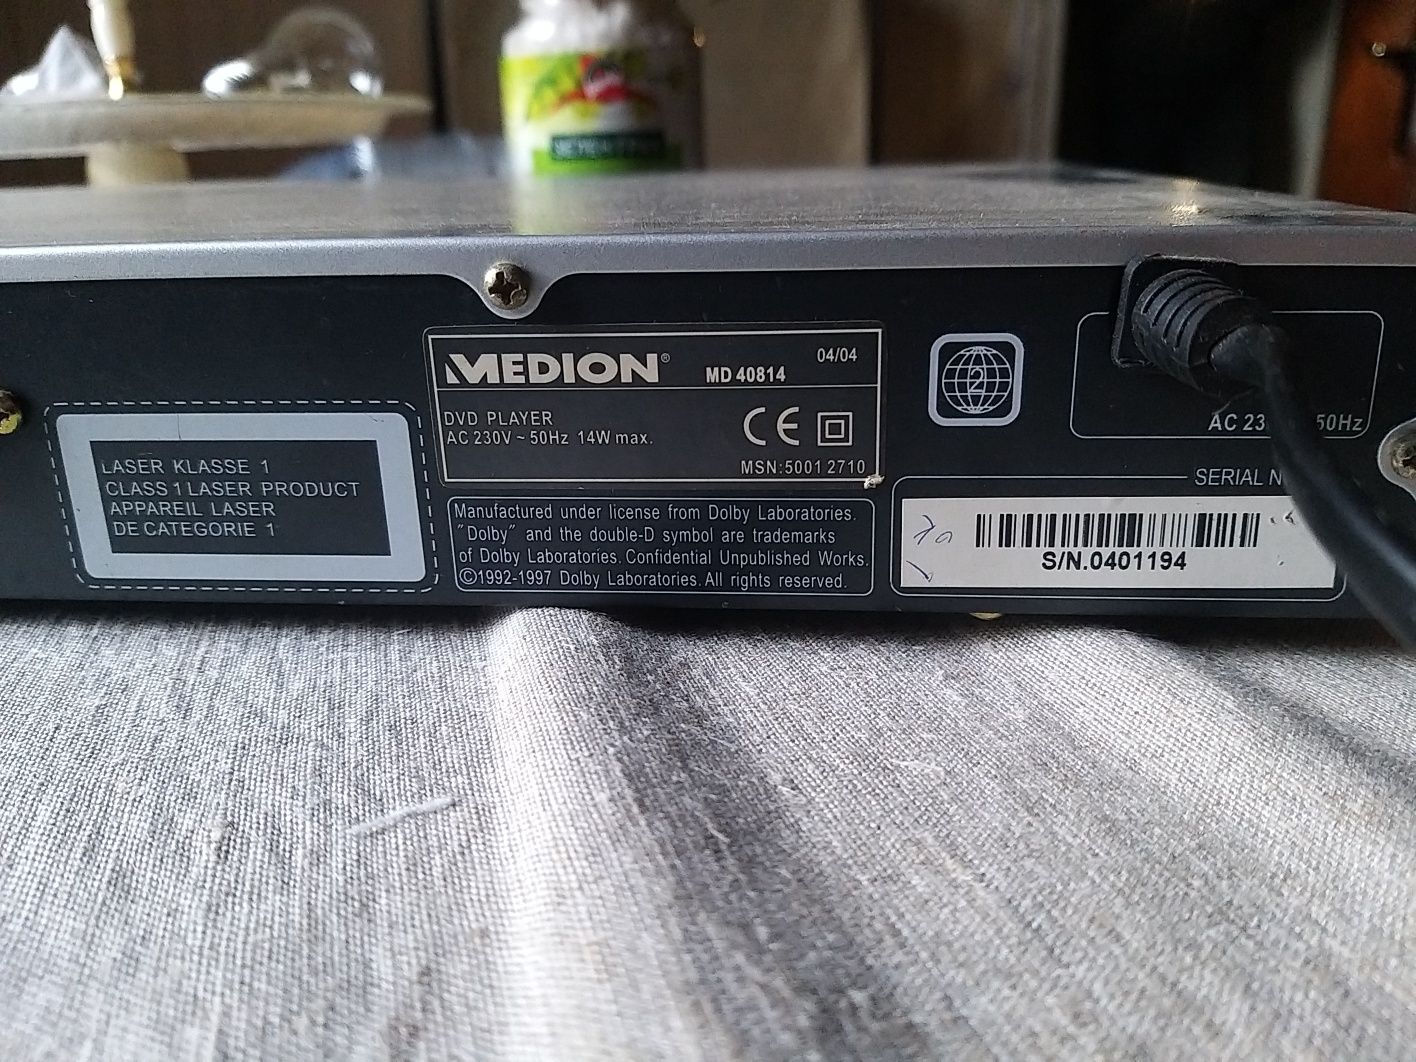 MEDION® MD 40814 04/04
DVD PLAYER
AC 230V ~ 50Hz 14W max.
CE
MSN:5001 2710
2
AC 23 50Hz
LASER KLASSE 1
CLASS 1 LASER PRODUCT
APPAREIL LASER
DE CATEGORIE 1
Manufactured under license from Dolby Laboratories.
"Dolby" and the double-D symbol are trademarks
of Dolby Laboratories. Confidential Unpublished Works.
©1992-1997 Dolby Laboratories. All rights reserved.
SERIAL N
S/N.0401194